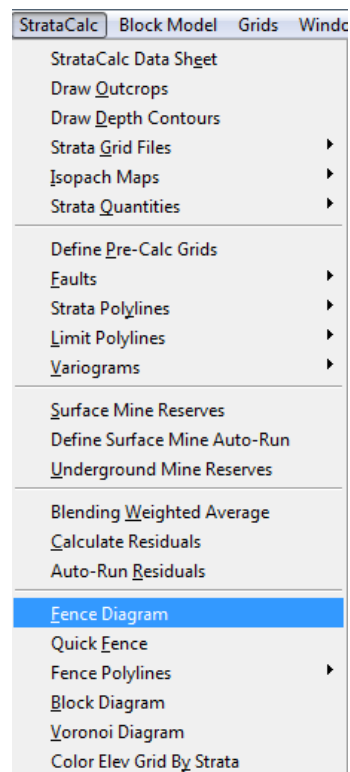 StrataCalc Block Model Grids Windo
StrataCalc Data Sheet
Draw Outcrops
Draw Depth Contours
Strata Grid Files
Isopach Maps
Strata Quantities
Define Pre-Calc Grids
Faults
Strata Polylines
Limit Polylines
Variograms
Surface Mine Reserves
Define Surface Mine Auto-Run
Underground Mine Reserves
Blending Weighted Average
Calculate Residuals
Auto-Run Residuals
Fence Diagram
Quick Fence
Fence Polylines
Block Diagram
Voronoi Diagram
Color Elev Grid By Strata